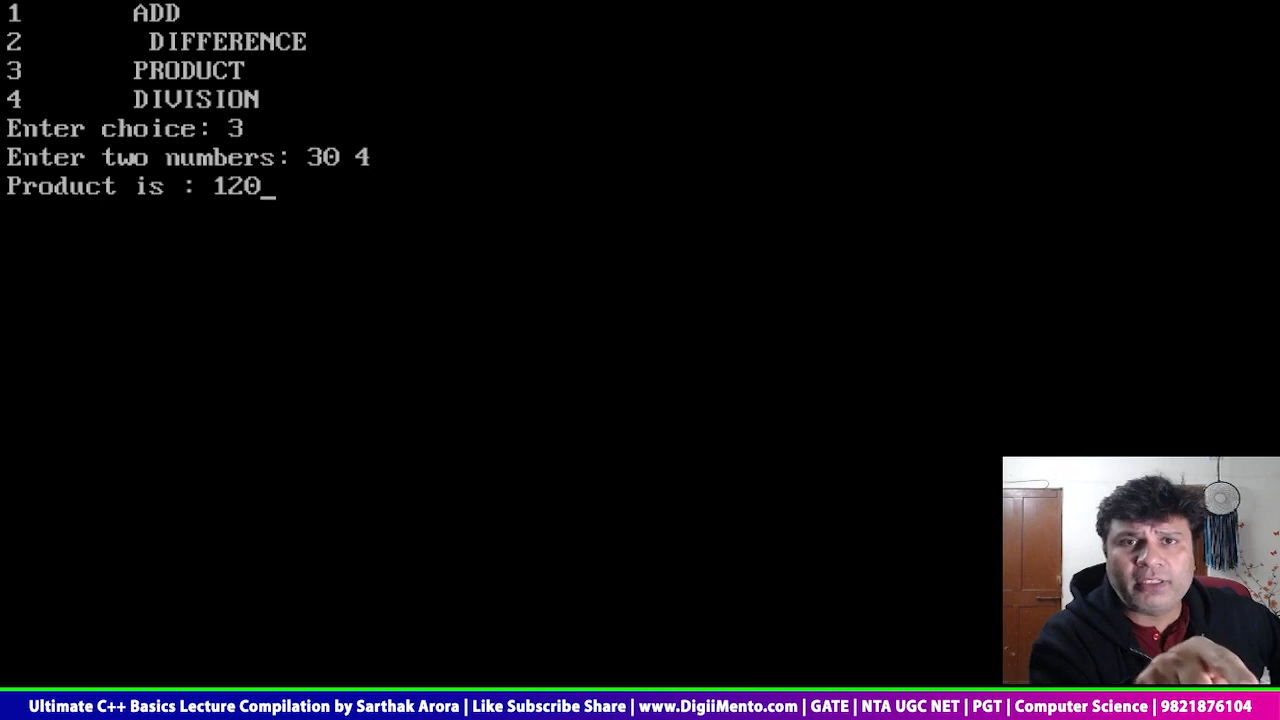 1 ADD
2 DIFFERENCE
3 PRODUCT
4 DIVISION
Enter choice: 3
Enter two numbers: 30 4
Product is : 120_
Ultimate C++ Basics Lecture Compilation by Sarthak Arora | Like Subscribe Share | www.DigiiMento.com | GATE | NTA UGC NET | PGT | Computer Science | 9821876104